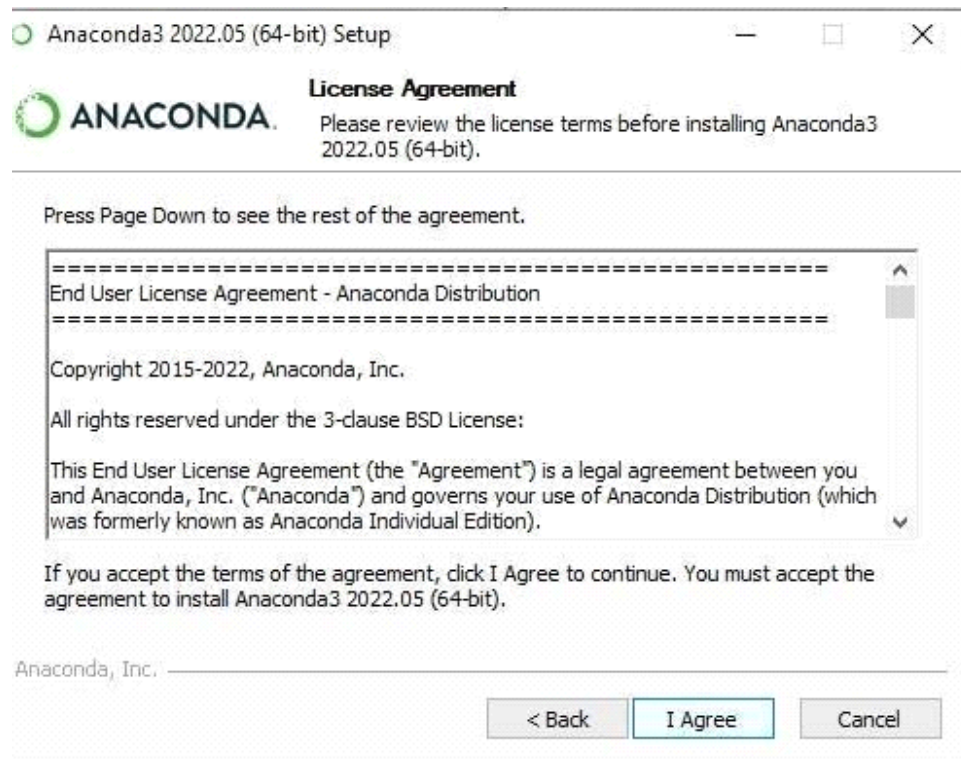 Anaconda3 2022.05 (64-bit) Setup
ANACONDA.
License Agreement
Please review the license terms before installing Anaconda3
2022.05 (64-bit).
Press Page Down to see the rest of the agreement.
==================================================
End User License Agreement - Anaconda Distribution
==================================================
Copyright 2015-2022, Anaconda, Inc.
All rights reserved under the 3-clause BSD License:
This End User License Agreement (the "Agreement") is a legal agreement between you
and Anaconda, Inc. ("Anaconda") and governs your use of Anaconda Distribution (which
was formerly known as Anaconda Individual Edition).
If you accept the terms of the agreement, click I Agree to continue. You must accept the
agreement to install Anaconda3 2022.05 (64-bit).
Anaconda, Inc.
< Back
I Agree
Cancel